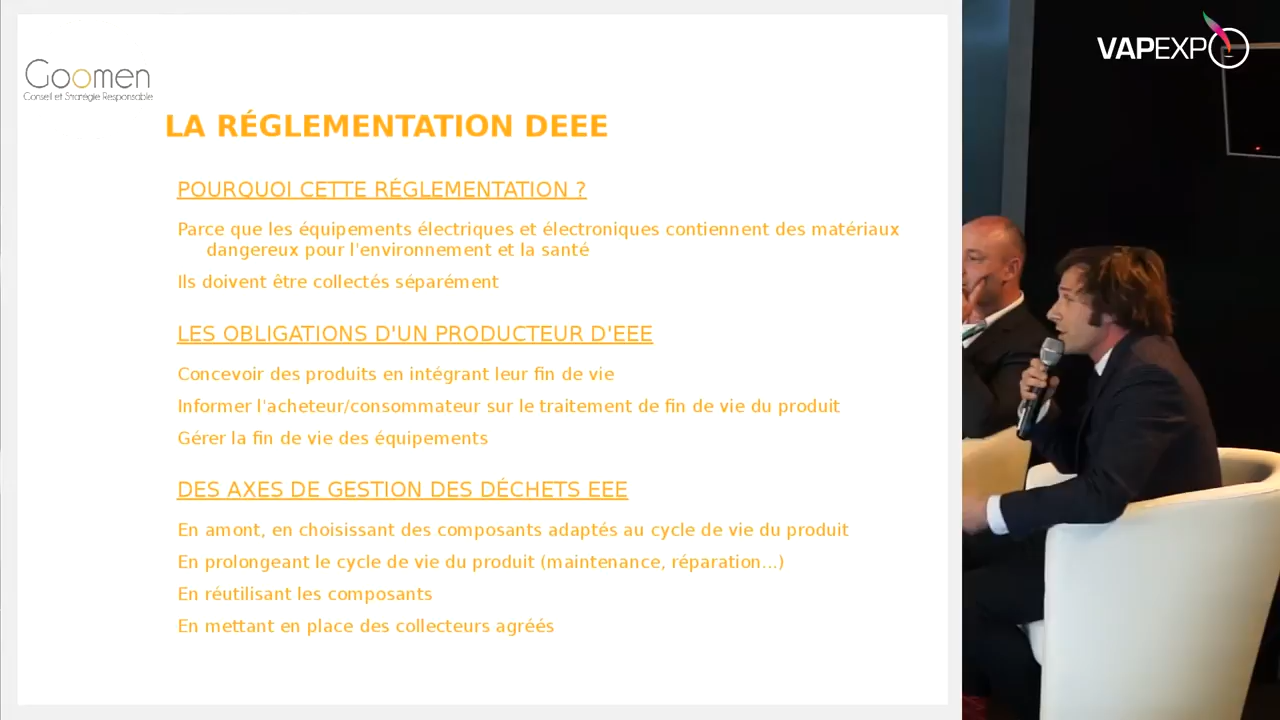 Goomen
Conseil et Stratégie Responsable
LA RÉGLEMENTATION DEEE
POURQUOI CETTE RÉGLEMENTATION ?
Parce que les équipements électriques et électroniques contiennent des matériaux
dangereux pour l'environnement et la santé
Ils doivent être collectés séparément
LES OBLIGATIONS D'UN PRODUCTEUR D'EEE
Concevoir des produits en intégrant leur fin de vie
Informer l'acheteur/consommateur sur le traitement de fin de vie du produit
Gérer la fin de vie des équipements
DES AXES DE GESTION DES DÉCHETS EEE
En amont, en choisissant des composants adaptés au cycle de vie du produit
En prolongeant le cycle de vie du produit (maintenance, réparation...)
En réutilisant les composants
En mettant en place des collecteurs agréés
VAPEXPO